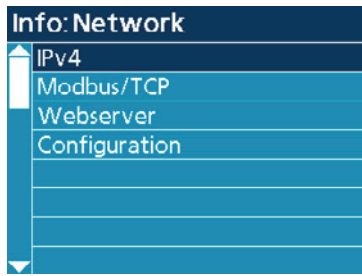 Info: Network
IPv4
Modbus/TCP
Webserver
Configuration